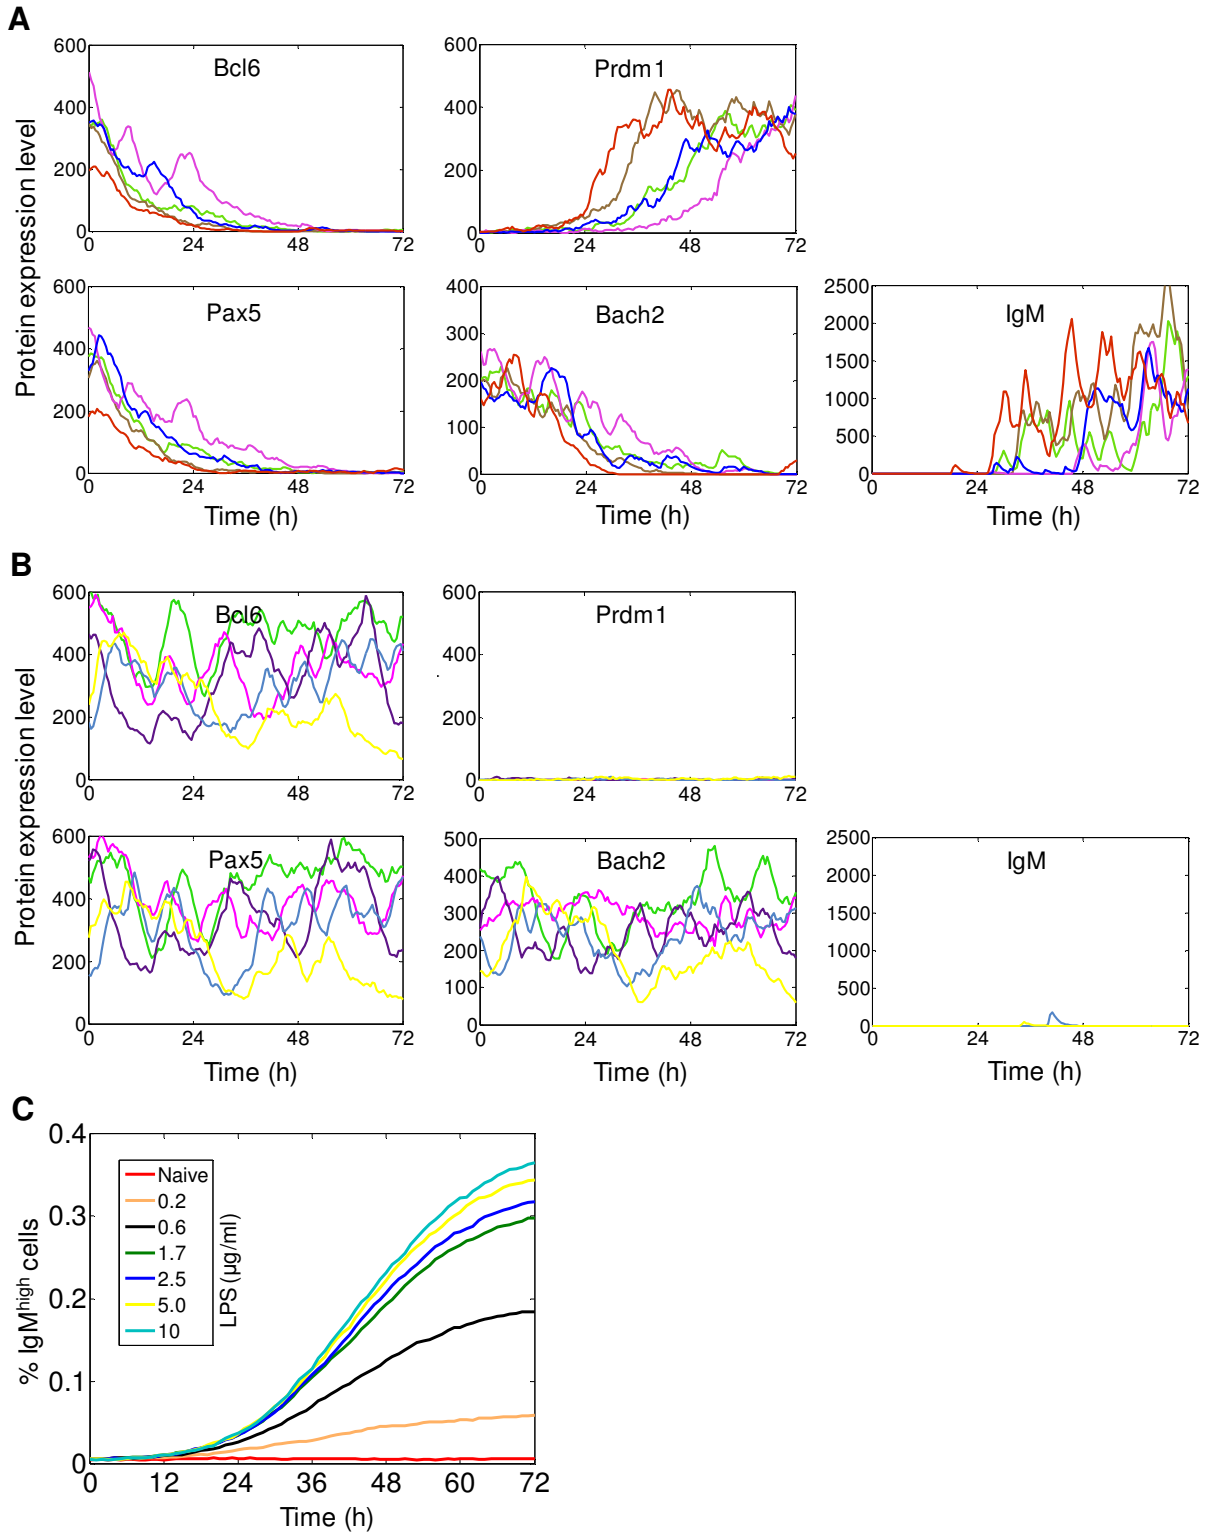 A
Protein expression level
Bcl6
600
400
200
0
0 24 48 72
Prdm1
600
400
200
0
0 24 48 72
Pax5
600
400
200
0
0 24 48 72
Time (h)
Bach2
400
300
200
100
0
0 24 48 72
Time (h)
IgM
2500
2000
1500
1000
500
0
0 24 48 72
Time (h)
B
Protein expression level
Bcl6
600
400
200
0
0 24 48 72
Prdm1
600
400
200
0
0 24 48 72
Pax5
600
400
200
0
0 24 48 72
Time (h)
Bach2
500
400
300
200
100
0
0 24 48 72
Time (h)
IgM
2500
2000
1500
1000
500
0
0 24 48 72
Time (h)
C
% IgMhigh cells
0.4
0.3
0.2
0.1
0
Naive
0.2
0.6
1.7
2.5
5.0
10
LPS (µg/ml)
0 12 24 36 48 60 72
Time (h)